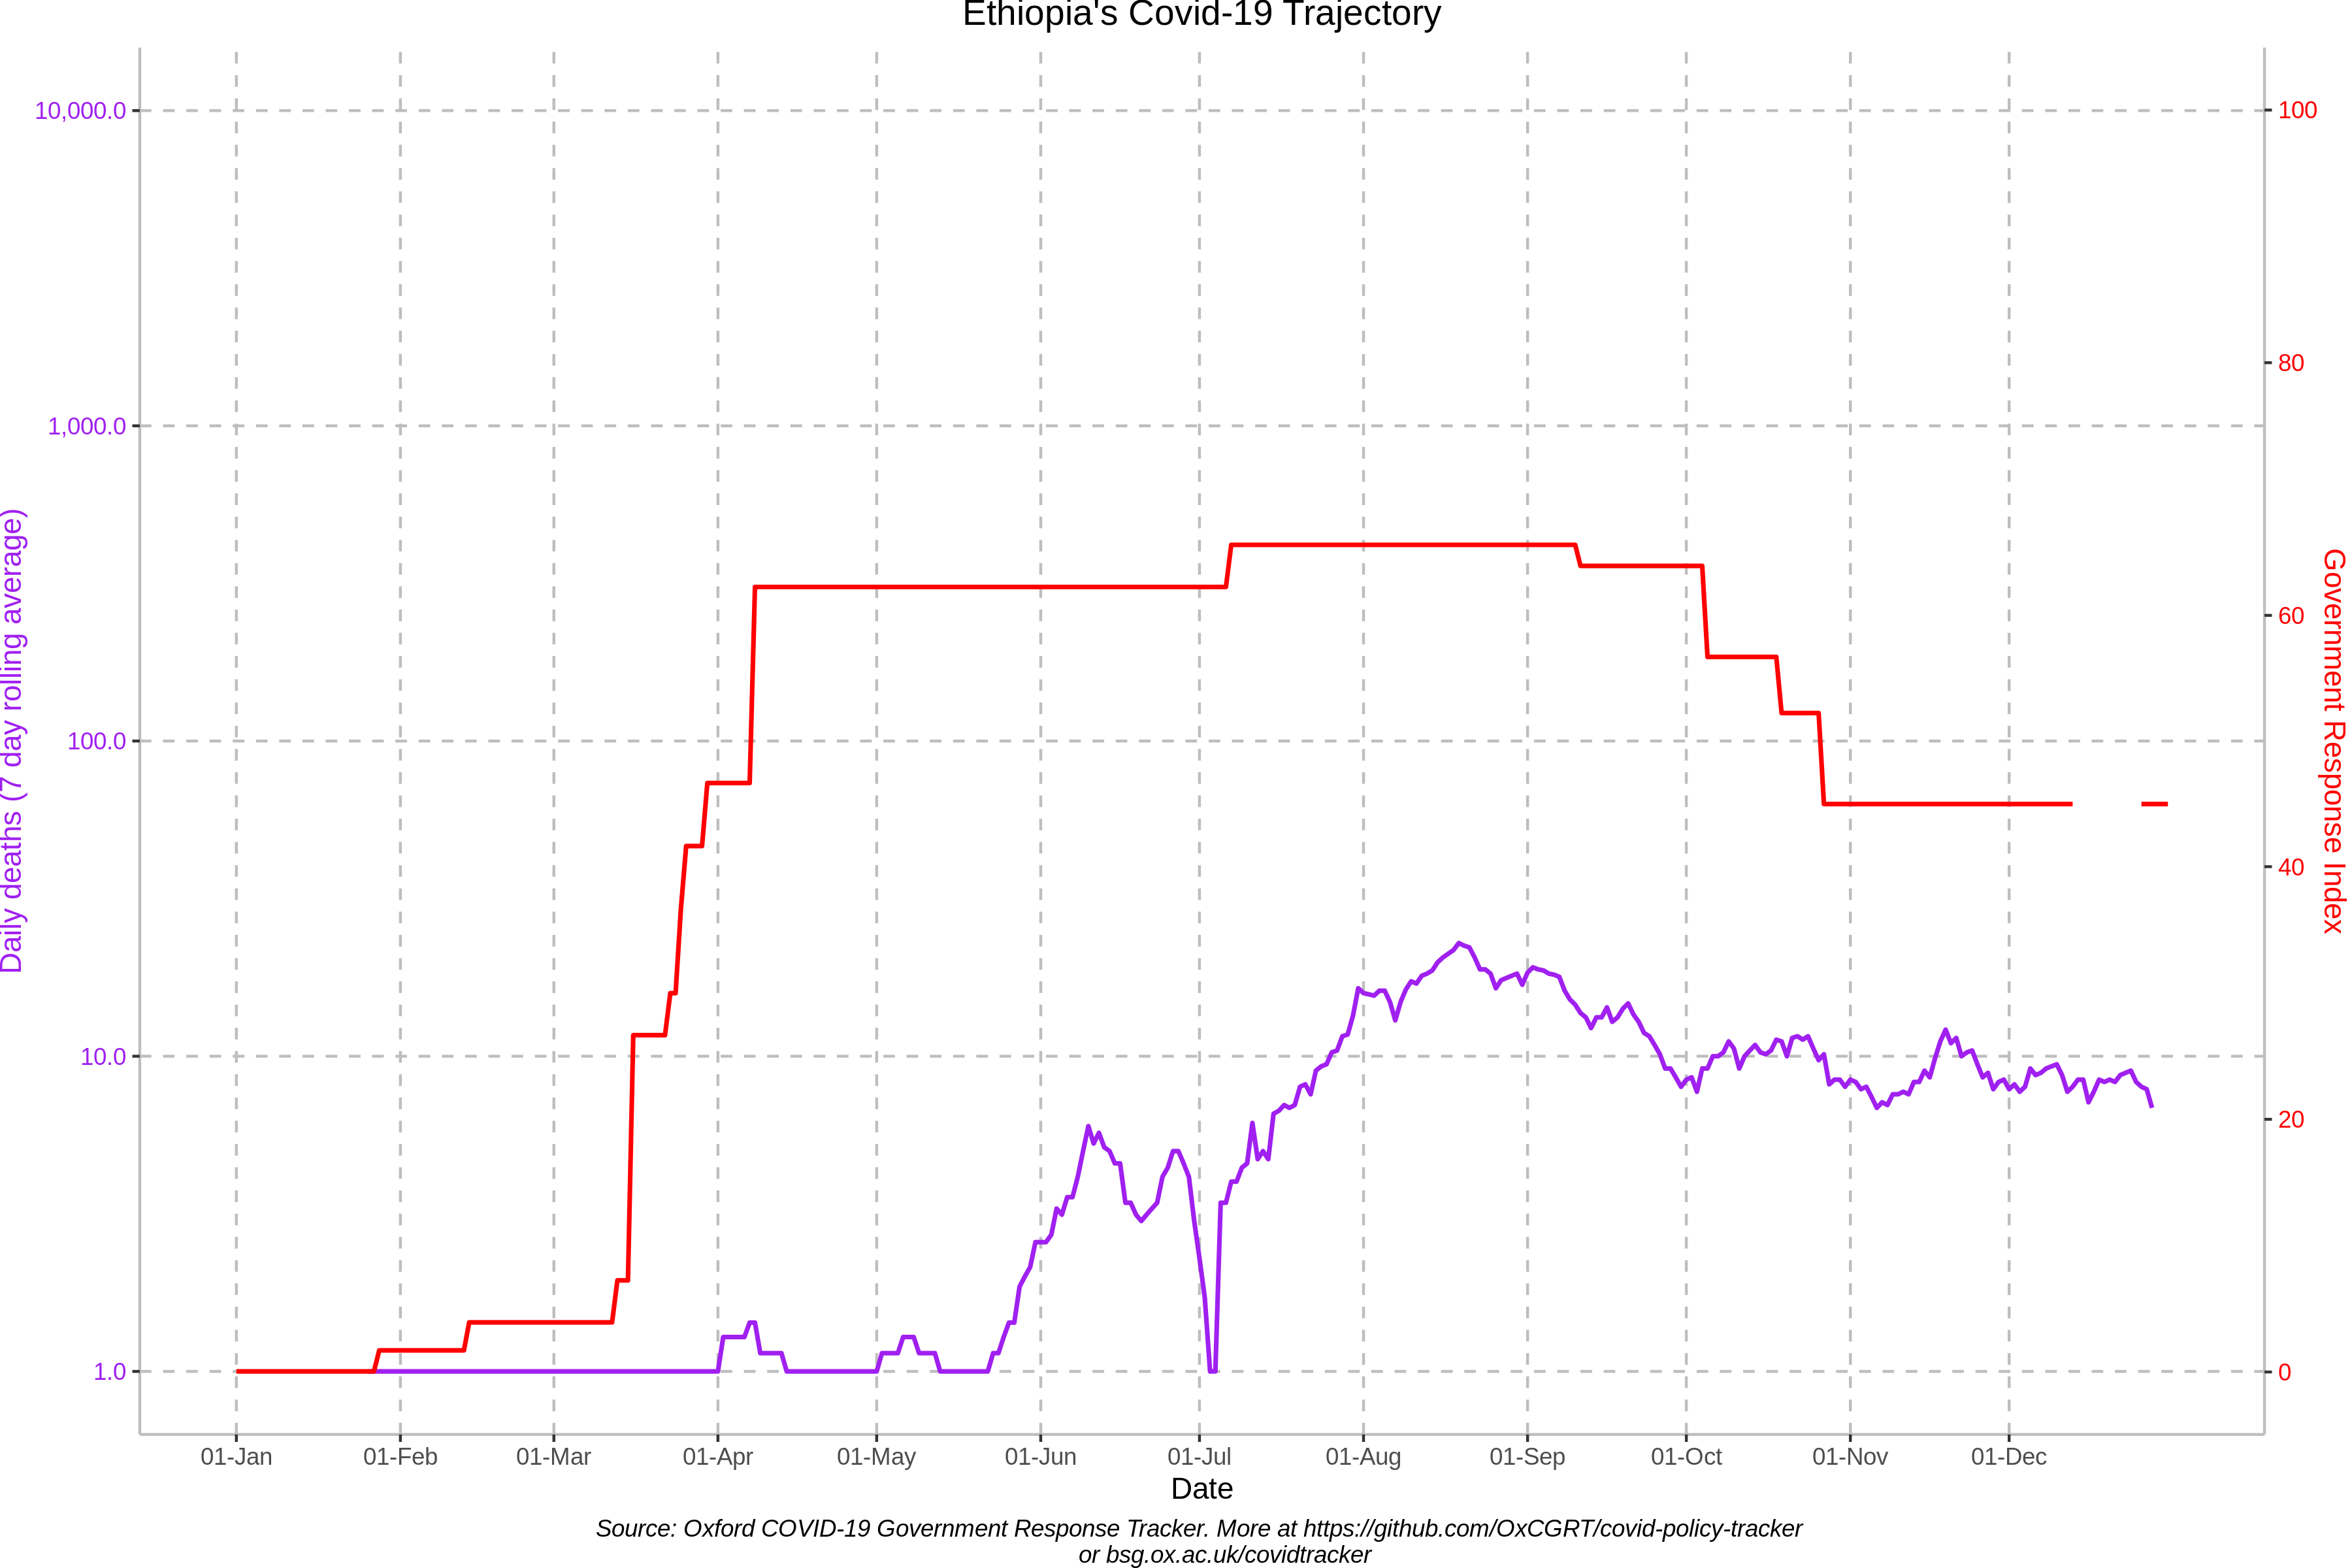 Ethiopia's Covid-19 Trajectory
10,000.0
1,000.0
100.0
10.0
1.0
Daily deaths (7 day rolling average)
100
80
60
40
20
0
Government Response Index
01-Jan 01-Feb 01-Mar 01-Apr 01-May 01-Jun 01-Jul 01-Aug 01-Sep 01-Oct 01-Nov 01-Dec
Date
Source: Oxford COVID-19 Government Response Tracker. More at https://github.com/OxCGRT/covid-policy-tracker
or bsg.ox.ac.uk/covidtracker